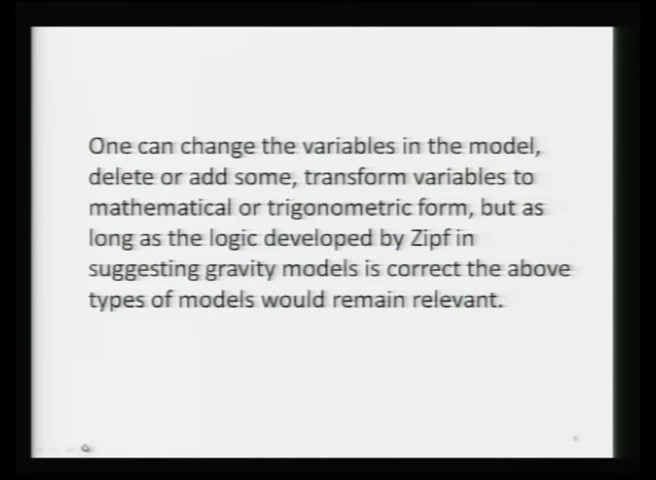 One can change the variables in the model,
delete or add some, transform variables to
mathematical or trigonometric form, but as
long as the logic developed by Zipf in
suggesting gravity models is correct the above
types of models would remain relevant.